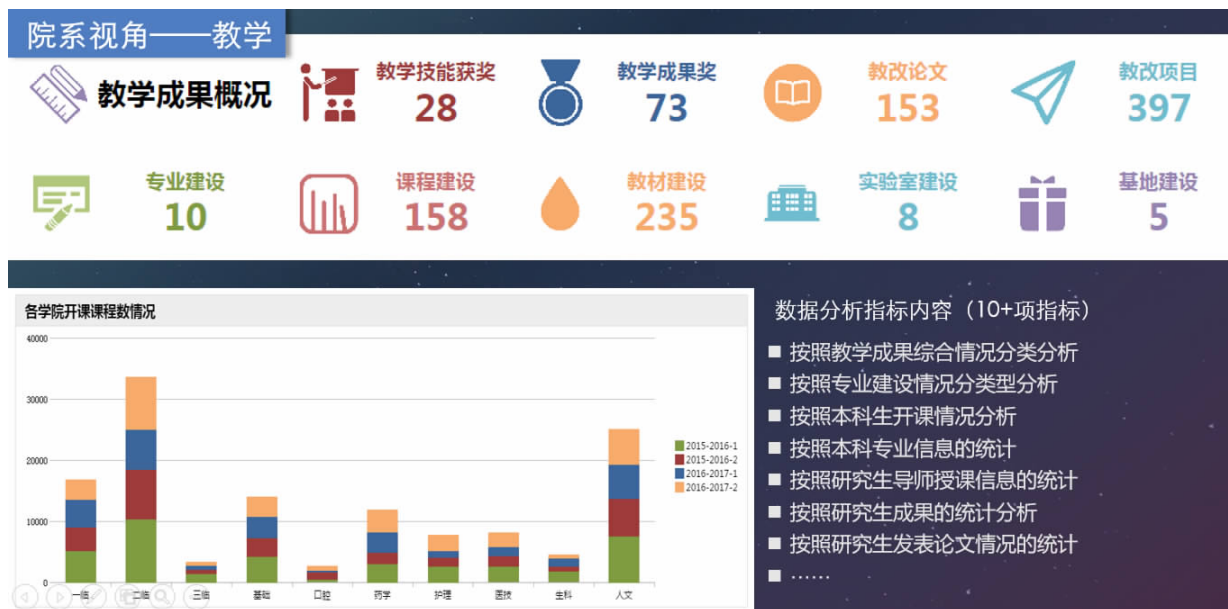 院系视角——教学
教学成果概况
教学技能获奖
28
教学成果奖
73
教改论文
153
教改项目
397
专业建设
10
课程建设
158
教材建设
235
实验室建设
8
基地建设
5
各学院开课课程数情况
40000
30000
20000
10000
0
一临 二临 三临 基础 口腔 药学 护理 医技 生科 人文
2015-2016-1
2015-2016-2
2016-2017-1
2016-2017-2
数据分析指标内容（10+项指标）
■ 按照教学成果综合情况分类分析
■ 按照专业建设情况分类型分析
■ 按照本科生开课情况分析
■ 按照本科专业信息的统计
■ 按照研究生导师授课信息的统计
■ 按照研究生成果的统计分析
■ 按照研究生发表论文情况的统计
■ ……